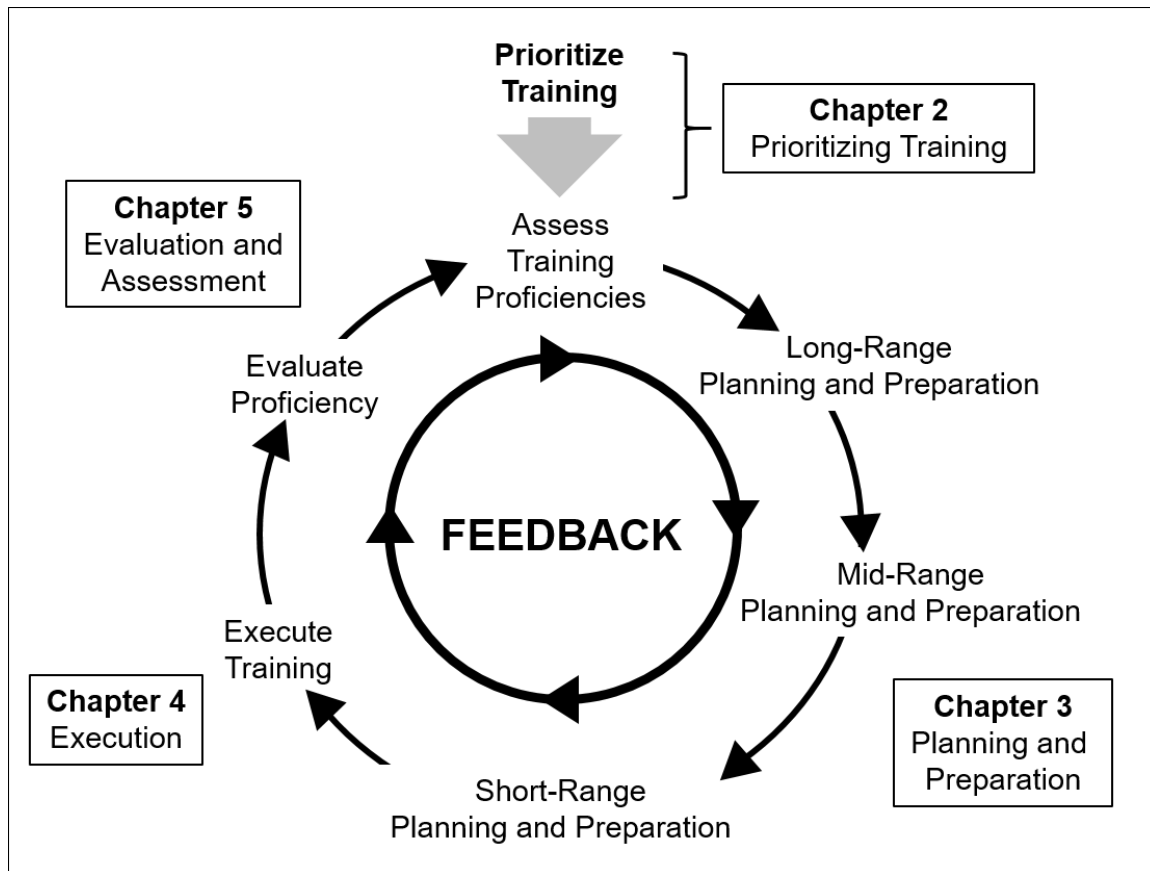 Prioritize
Training
Chapter 2
Prioritizing Training
Chapter 5
Evaluation and
Assessment
Assess
Training
Proficiencies
Long-Range
Planning and Preparation
Evaluate
Proficiency
FEEDBACK
Mid-Range
Planning and Preparation
Execute
Training
Chapter 4
Execution
Chapter 3
Planning and
Preparation
Short-Range
Planning and Preparation